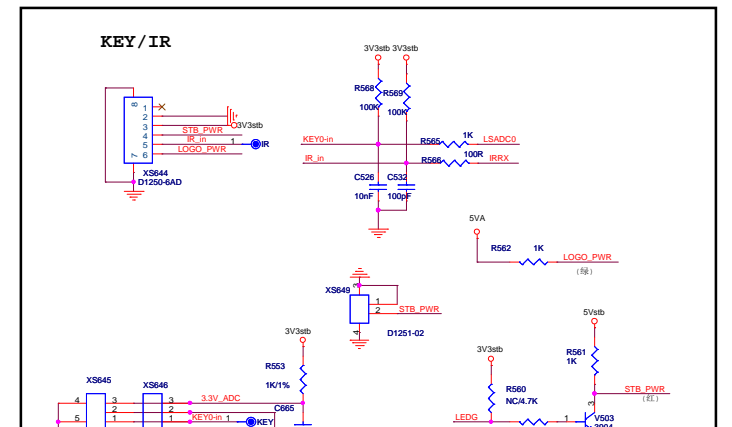 KEY/IR
3V3stb 3V3stb
R568 R569
100K 100K
8
1
2
3
4
5
6
7
3V3stb
STB_PWR
IR_in 1 IR
LOGO_PWR
XS644
D1250-6AD
KEY0-in R565 1K LSADC0
IR_in R566 100R IRRX
C526 C532
10nF 100pF
5VA
R562 1K LOGO_PWR
(绿)
3
XS649
1
2 STB_PWR
4 D1251-02
3V3stb
R553
1K/1%
C665
5Vstb
R561
1K
3V3stb
R560
NC/4.7K
STB_PWR
(红)
XS645 XS646
4 3 3 3.3V_ADC
2 2
5 1 1 KEY0-in 1 KEY
LEDG 1 3 V503
3904